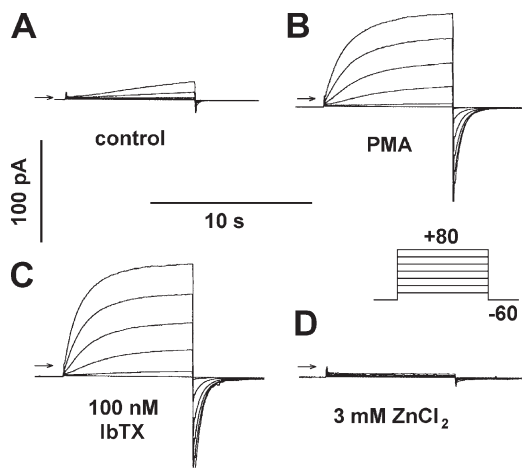 A
B
control
PMA
100 pA
10 s
+80
-60
C
D
100 nM
IbTX
3 mM ZnCl₂